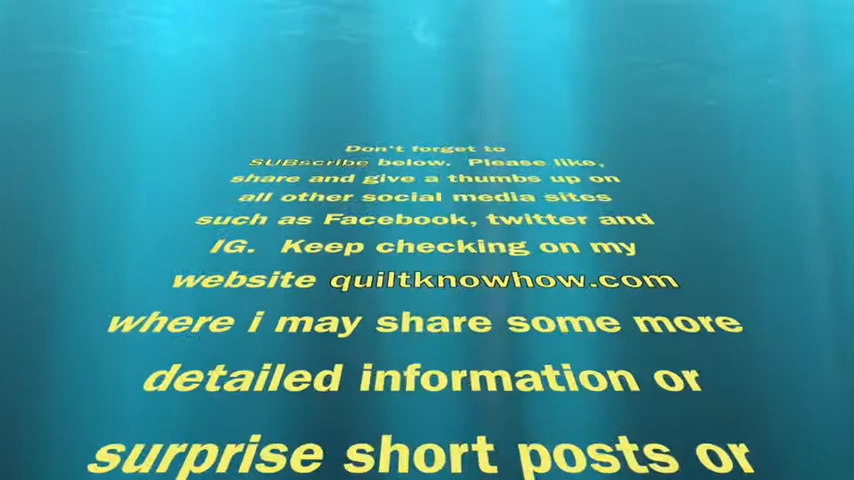 Don't forget to
SUBscribe below.  Please like,
share and give a thumbs up on
all other social media sites
such as Facebook, twitter and
IG.  Keep checking on my
website quiltknowhow.com
where i may share some more
detailed information or
surprise short posts or